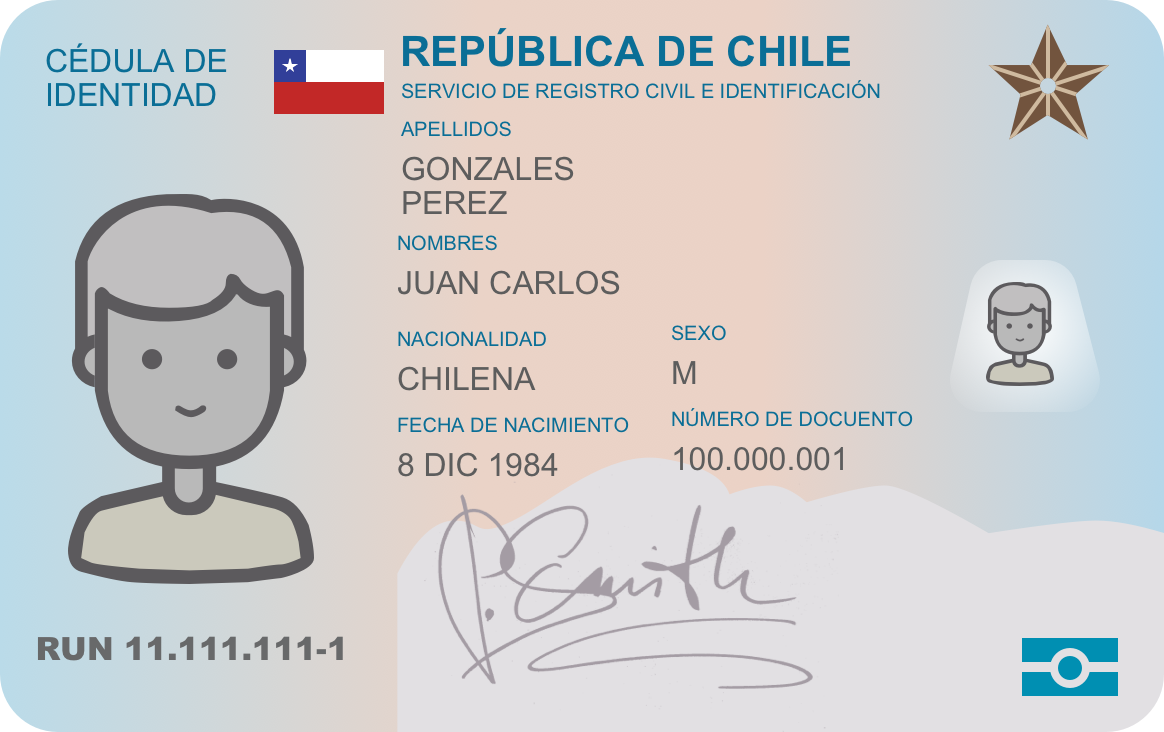 CÉDULA DE
IDENTIDAD
REPÚBLICA DE CHILE
SERVICIO DE REGISTRO CIVIL E IDENTIFICACIÓN
APELLIDOS
GONZALES
PEREZ
NOMBRES
JUAN CARLOS
NACIONALIDAD
SEXO
CHILENA
M
FECHA DE NACIMIENTO
NÚMERO DE DOCUENTO
8 DIC 1984
100.000.001
P. Smith
RUN 11.111.111-1